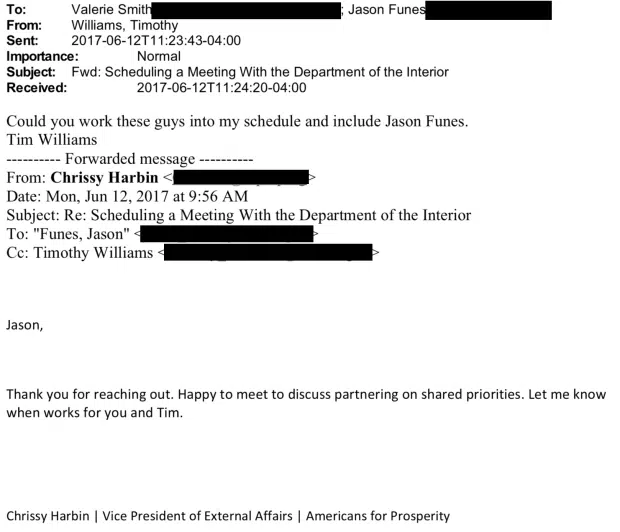 To: Valerie Smith ; Jason Funes
From: Williams, Timothy
Sent: 2017-06-12T11:23:43-04:00
Importance: Normal
Subject: Fwd: Scheduling a Meeting With the Department of the Interior
Received: 2017-06-12T11:24:20-04:00
Could you work these guys into my schedule and include Jason Funes.
Tim Williams
---------- Forwarded message ----------
From: Chrissy Harbin < >
Date: Mon, Jun 12, 2017 at 9:56 AM
Subject: Re: Scheduling a Meeting With the Department of the Interior
To: "Funes, Jason" < >
Cc: Timothy Williams < >
Jason,
Thank you for reaching out. Happy to meet to discuss partnering on shared priorities. Let me know
when works for you and Tim.
Chrissy Harbin | Vice President of External Affairs | Americans for Prosperity